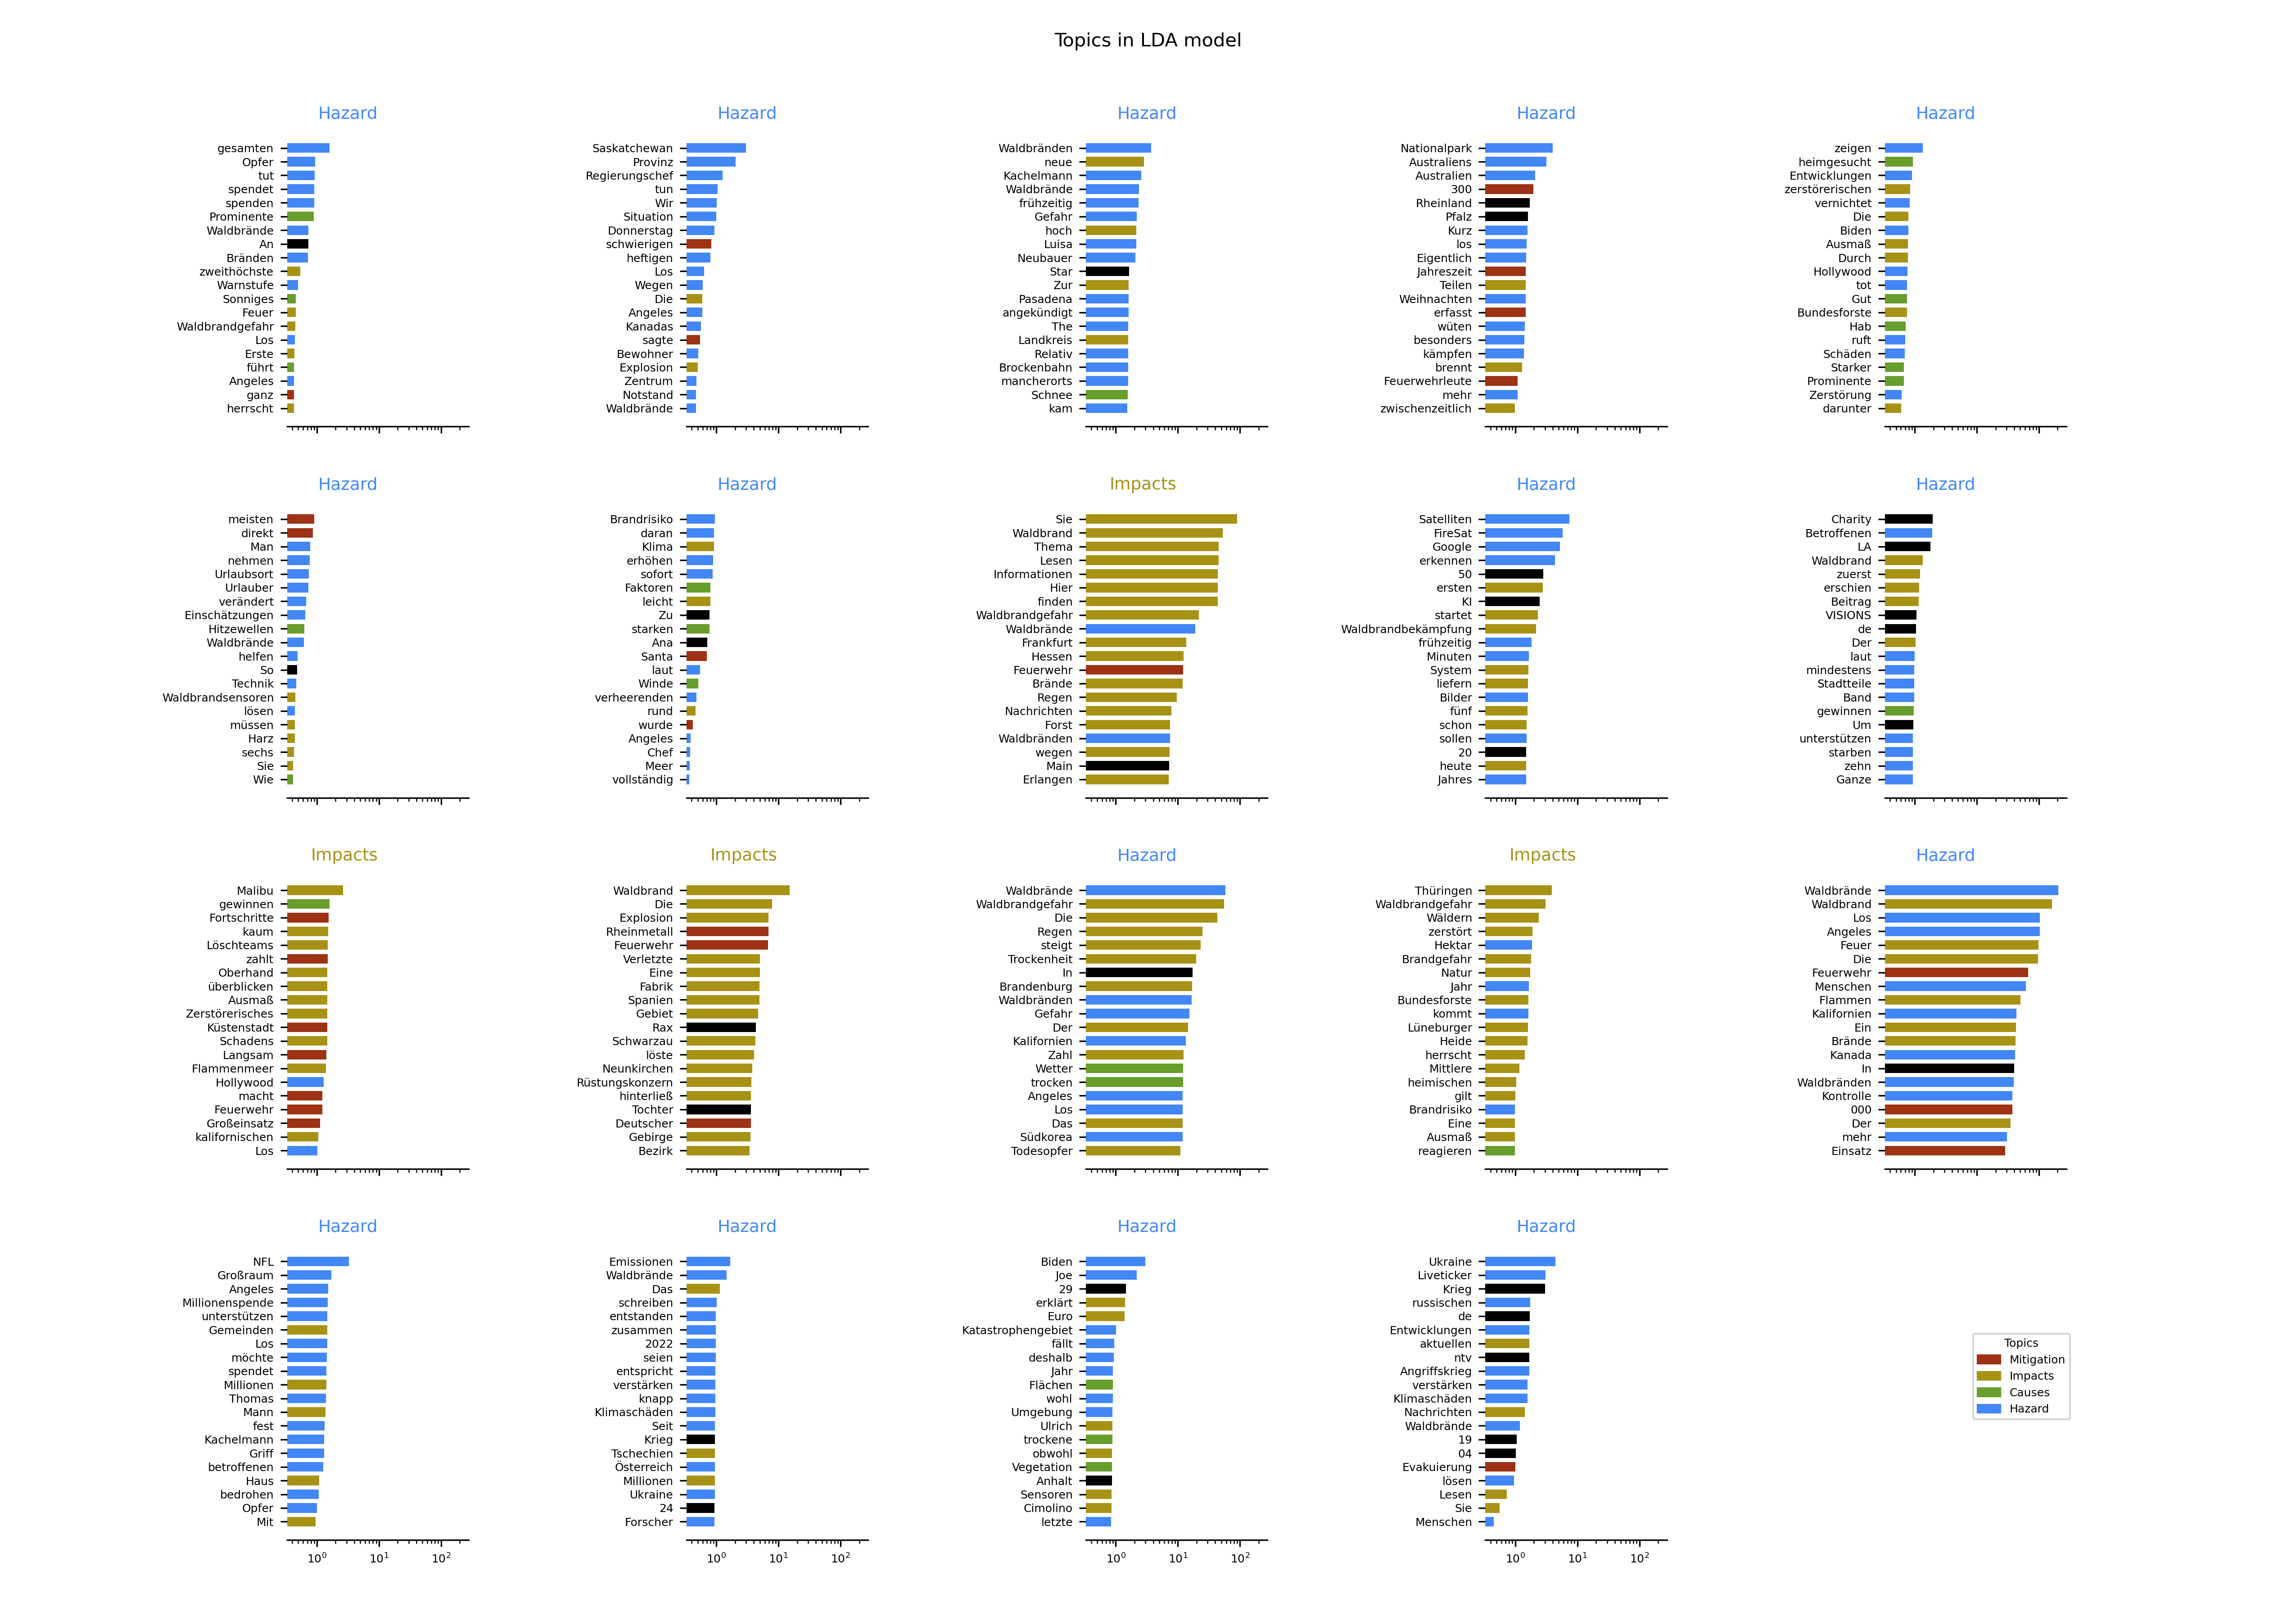 Topics in LDA model
Hazard
gesamten
Opfer
tut
spendet
spenden
Prominente
Waldbrände
An
Bränden
zweithöchste
Warnstufe
Sonniges
Feuer
Waldbrandgefahr
Los
Erste
führt
Angeles
ganz
herrscht
Hazard
Saskatchewan
Provinz
Regierungschef
tun
Wir
Situation
Donnerstag
schwierigen
heftigen
Los
Wegen
Die
Angeles
Kanadas
sagte
Bewohner
Explosion
Zentrum
Notstand
Waldbrände
Hazard
Waldbränden
neue
Kachelmann
Waldbrände
frühzeitig
Gefahr
hoch
Luisa
Neubauer
Star
Zur
Pasadena
angekündigt
The
Landkreis
Relativ
Brockenbahn
mancherorts
Schnee
kam
Hazard
Nationalpark
Australiens
Australien
300
Rheinland
Pfalz
Kurz
los
Eigentlich
Jahreszeit
Teilen
Weihnachten
erfasst
wüten
besonders
kämpfen
brennt
Feuerwehrleute
mehr
zwischenzeitlich
Hazard
zeigen
heimgesucht
Entwicklungen
zerstörerischen
vernichtet
Die
Biden
Ausmaß
Durch
Hollywood
tot
Gut
Bundesforste
Hab
ruft
Schäden
Starker
Prominente
Zerstörung
darunter
Hazard
meisten
direkt
Man
nehmen
Urlaubsort
Urlauber
verändert
Einschätzungen
Hitzewellen
Waldbrände
helfen
So
Technik
Waldbrandsensoren
lösen
müssen
Harz
sechs
Sie
Wie
Hazard
Brandrisiko
daran
Klima
erhöhen
sofort
Faktoren
leicht
Zu
starken
Ana
Santa
laut
Winde
verheerenden
rund
wurde
Angeles
Chef
Meer
vollständig
Impacts
Sie
Waldbrand
Thema
Lesen
Informationen
Hier
finden
Waldbrandgefahr
Waldbrände
Frankfurt
Hessen
Feuerwehr
Brände
Regen
Nachrichten
Forst
Waldbränden
wegen
Main
Erlangen
Hazard
Satelliten
FireSat
Google
erkennen
50
ersten
KI
startet
Waldbrandbekämpfung
frühzeitig
Minuten
System
liefern
Bilder
fünf
schon
sollen
20
heute
Jahres
Hazard
Charity
Betroffenen
LA
Waldbrand
zuerst
erschien
Beitrag
VISIONS
de
Der
laut
mindestens
Stadtteile
Band
gewinnen
Um
unterstützen
starben
zehn
Ganze
Impacts
Malibu
gewinnen
Fortschritte
kaum
Löschteams
zahlt
Oberhand
überblicken
Ausmaß
Zerstörerisches
Küstenstadt
Schadens
Langsam
Flammenmeer
Hollywood
macht
Feuerwehr
Großeinsatz
kalifornischen
Los
Impacts
Waldbrand
Die
Explosion
Rheinmetall
Feuerwehr
Verletzte
Eine
Fabrik
Spanien
Gebiet
Rax
Schwarzau
löste
Neunkirchen
Rüstungskonzern
hinterließ
Tochter
Deutscher
Gebirge
Bezirk
Hazard
Waldbrände
Waldbrandgefahr
Die
Regen
steigt
Trockenheit
In
Brandenburg
Waldbränden
Gefahr
Der
Kalifornien
Zahl
Wetter
trocken
Angeles
Los
Das
Südkorea
Todesopfer
Impacts
Thüringen
Waldbrandgefahr
Wäldern
zerstört
Hektar
Brandgefahr
Natur
Jahr
Bundesforste
kommt
Lüneburger
Heide
herrscht
Mittlere
heimischen
gilt
Brandrisiko
Eine
Ausmaß
reagieren
Hazard
Waldbrände
Waldbrand
Los
Angeles
Feuer
Die
Feuerwehr
Menschen
Flammen
Kalifornien
Ein
Brände
Kanada
In
Waldbränden
Kontrolle
000
Der
mehr
Einsatz
Hazard
NFL
Großraum
Angeles
Millionenspende
unterstützen
Gemeinden
Los
möchte
spendet
Millionen
Thomas
Mann
fest
Kachelmann
Griff
betroffenen
Haus
bedrohen
Opfer
Mit
10⁰ 10¹ 10²
Hazard
Emissionen
Waldbrände
Das
schreiben
entstanden
zusammen
2022
seien
entspricht
verstärken
knapp
Klimaschäden
Seit
Krieg
Tschechien
Österreich
Millionen
Ukraine
24
Forscher
10⁰ 10¹ 10²
Hazard
Biden
Joe
29
erklärt
Euro
Katastrophengebiet
fällt
deshalb
Jahr
Flächen
wohl
Umgebung
Ulrich
trockene
obwohl
Vegetation
Anhalt
Sensoren
Cimolino
letzte
10⁰ 10¹ 10²
Hazard
Ukraine
Liveticker
Krieg
russischen
de
Entwicklungen
aktuellen
ntv
Angriffskrieg
verstärken
Klimaschäden
Nachrichten
Waldbrände
19
04
Evakuierung
lösen
Lesen
Sie
Menschen
10⁰ 10¹ 10²
Topics
Mitigation
Impacts
Causes
Hazard